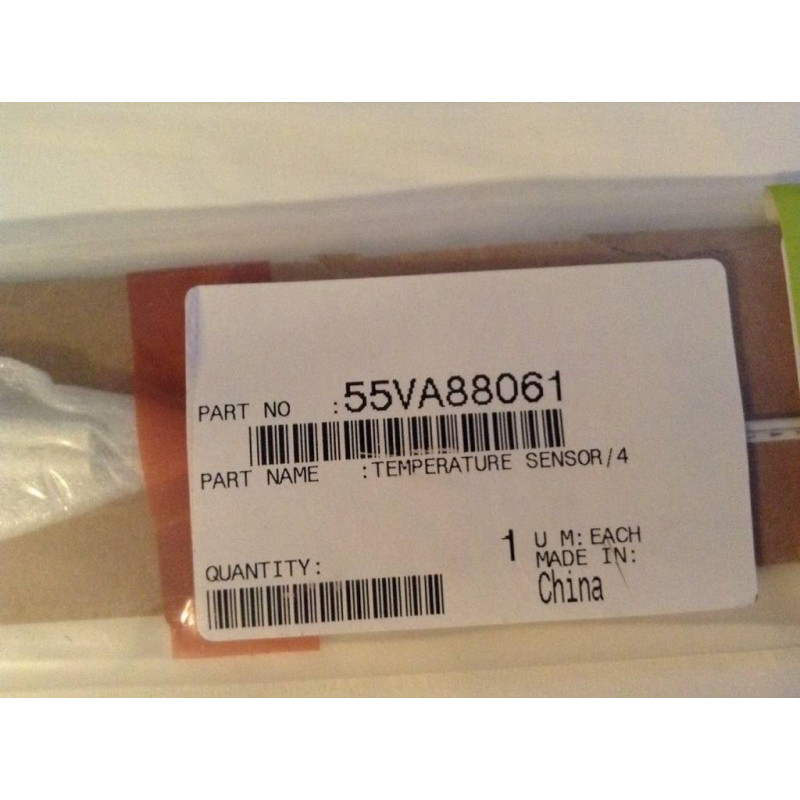 PART NO :55VA88061
PART NAME :TEMPERATURE SENSOR/4
QUANTITY: 1 U M: EACH
MADE IN:
China